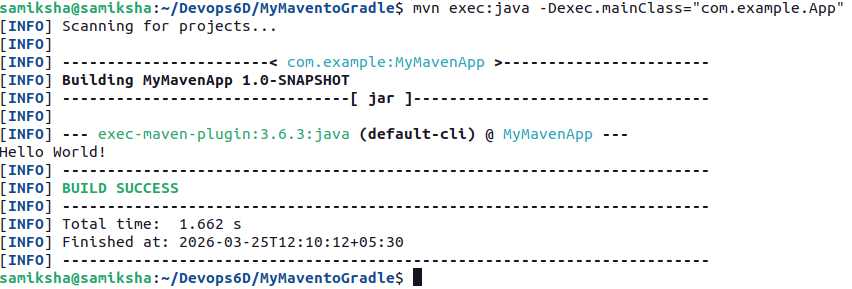 samiksha@samiksha:~/Devops6D/MyMaventoGradle$ mvn exec:java -Dexec.mainClass="com.example.App"
[INFO] Scanning for projects...
[INFO]
[INFO] -----------------------< com.example:MyMavenApp >-----------------------
[INFO] Building MyMavenApp 1.0-SNAPSHOT
[INFO] --------------------------------[ jar ]---------------------------------
[INFO]
[INFO] --- exec-maven-plugin:3.6.3:java (default-cli) @ MyMavenApp ---
Hello World!
[INFO] ------------------------------------------------------------------------
[INFO] BUILD SUCCESS
[INFO] ------------------------------------------------------------------------
[INFO] Total time:  1.662 s
[INFO] Finished at: 2026-03-25T12:10:12+05:30
[INFO] ------------------------------------------------------------------------
samiksha@samiksha:~/Devops6D/MyMaventoGradle$